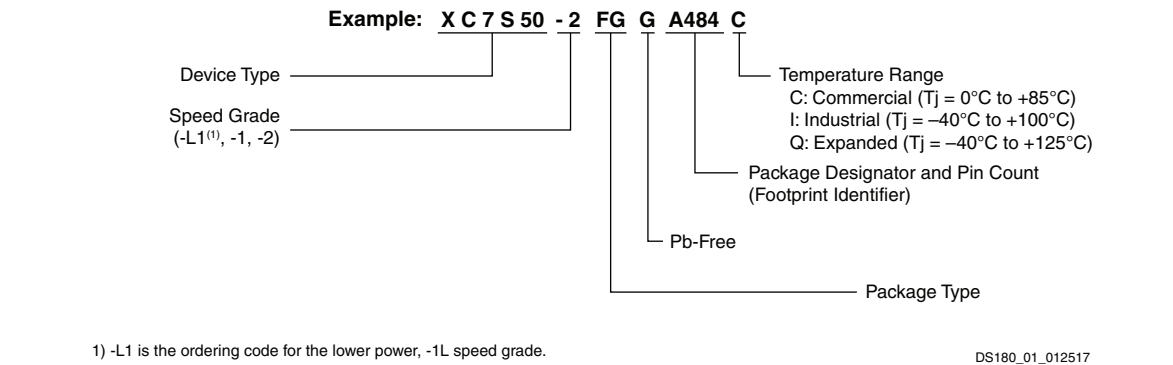 Example: X C 7 S 50 - 2 FG G A484 C
Device Type
Temperature Range
C: Commercial (Tj = 0°C to +85°C)
I: Industrial (Tj = –40°C to +100°C)
Q: Expanded (Tj = –40°C to +125°C)
Speed Grade
(-L1(1), -1, -2)
Package Designator and Pin Count
(Footprint Identifier)
Pb-Free
Package Type
1) -L1 is the ordering code for the lower power, -1L speed grade.
DS180_01_012517